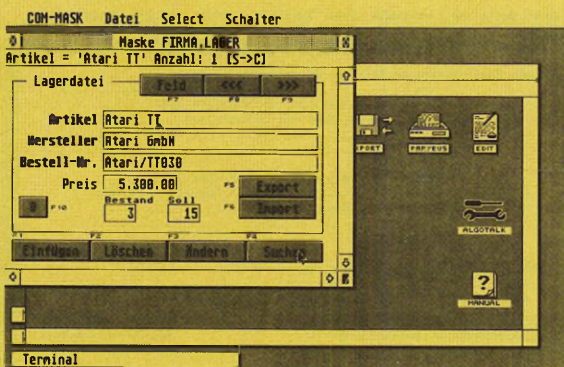 COM-MASK Datei Select Schalter
Maske FIRMA.LAGER
Artikel = 'Atari TT' Anzahl: 1 [S->C]
Lagerdatei
Feld <<< >>>
F7 F8 F9
Artikel Atari TT
Hersteller Atari GmbH
Bestell-Nr. Atari/TT030
Preis 5.300.00 F5 Export
Bestand Soll
D F10 3 15 F6 Import
F1 F2 F3 F4
Einfügen Löschen Ändern Suchen
EDIT
ALGOTALK
MANUAL
Terminal